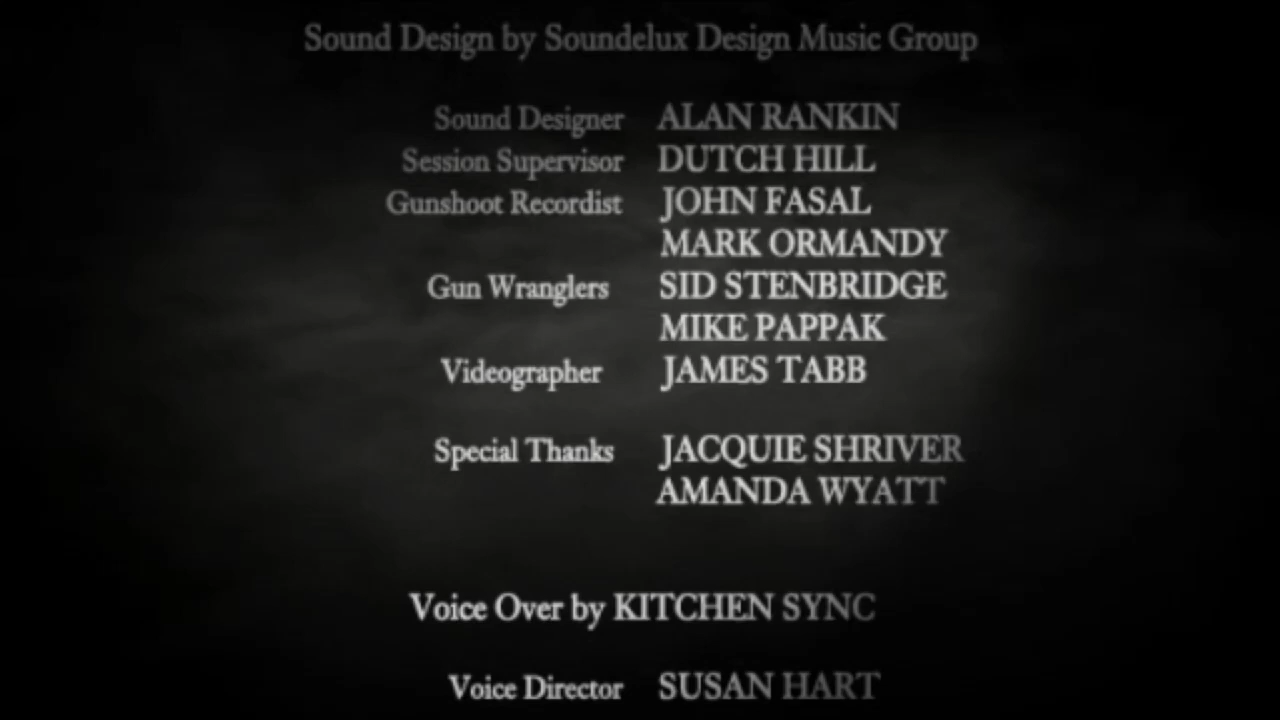 Sound Design by Soundelux Design Music Group
Sound Designer ALAN RANKIN
Session Supervisor DUTCH HILL
Gunshoot Recordist JOHN FASAL
MARK ORMANDY
Gun Wranglers SID STENBRIDGE
MIKE PAPPAK
Videographer JAMES TABB
Special Thanks JACQUIE SHRIVER
AMANDA WYATT
Voice Over by KITCHEN SYNC
Voice Director SUSAN HART